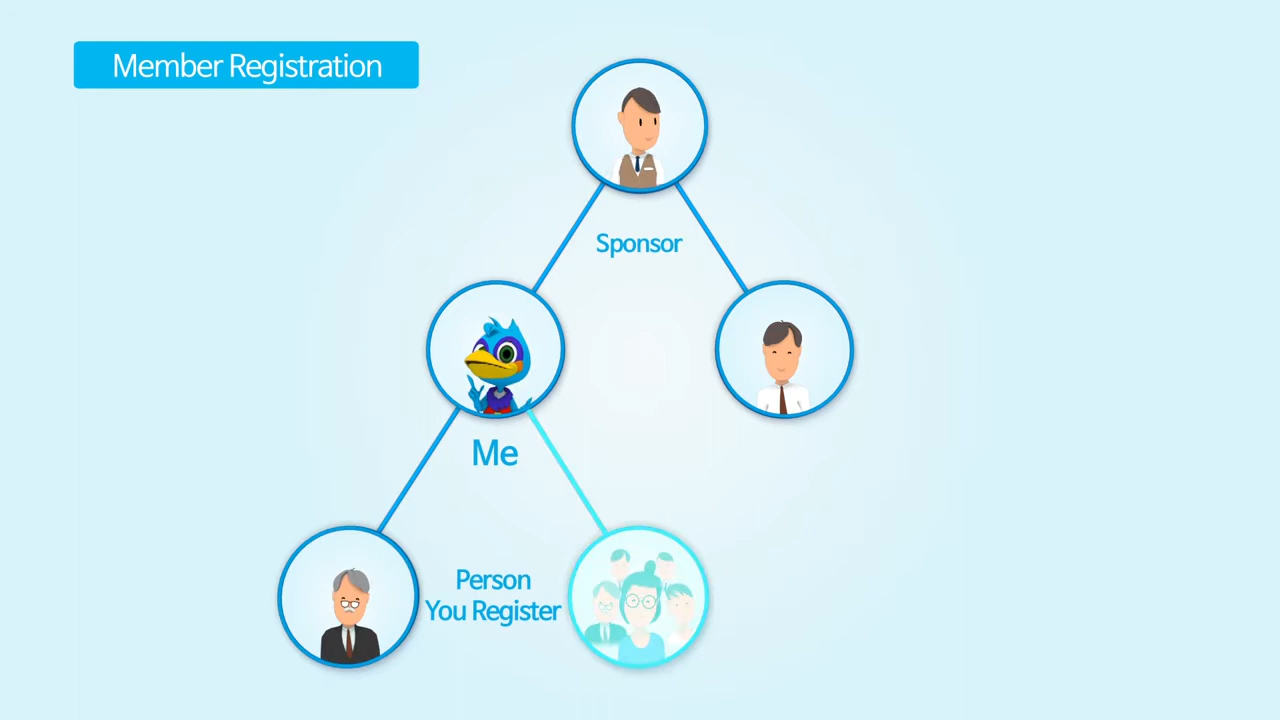 Member Registration
Sponsor
Me
Person
You Register